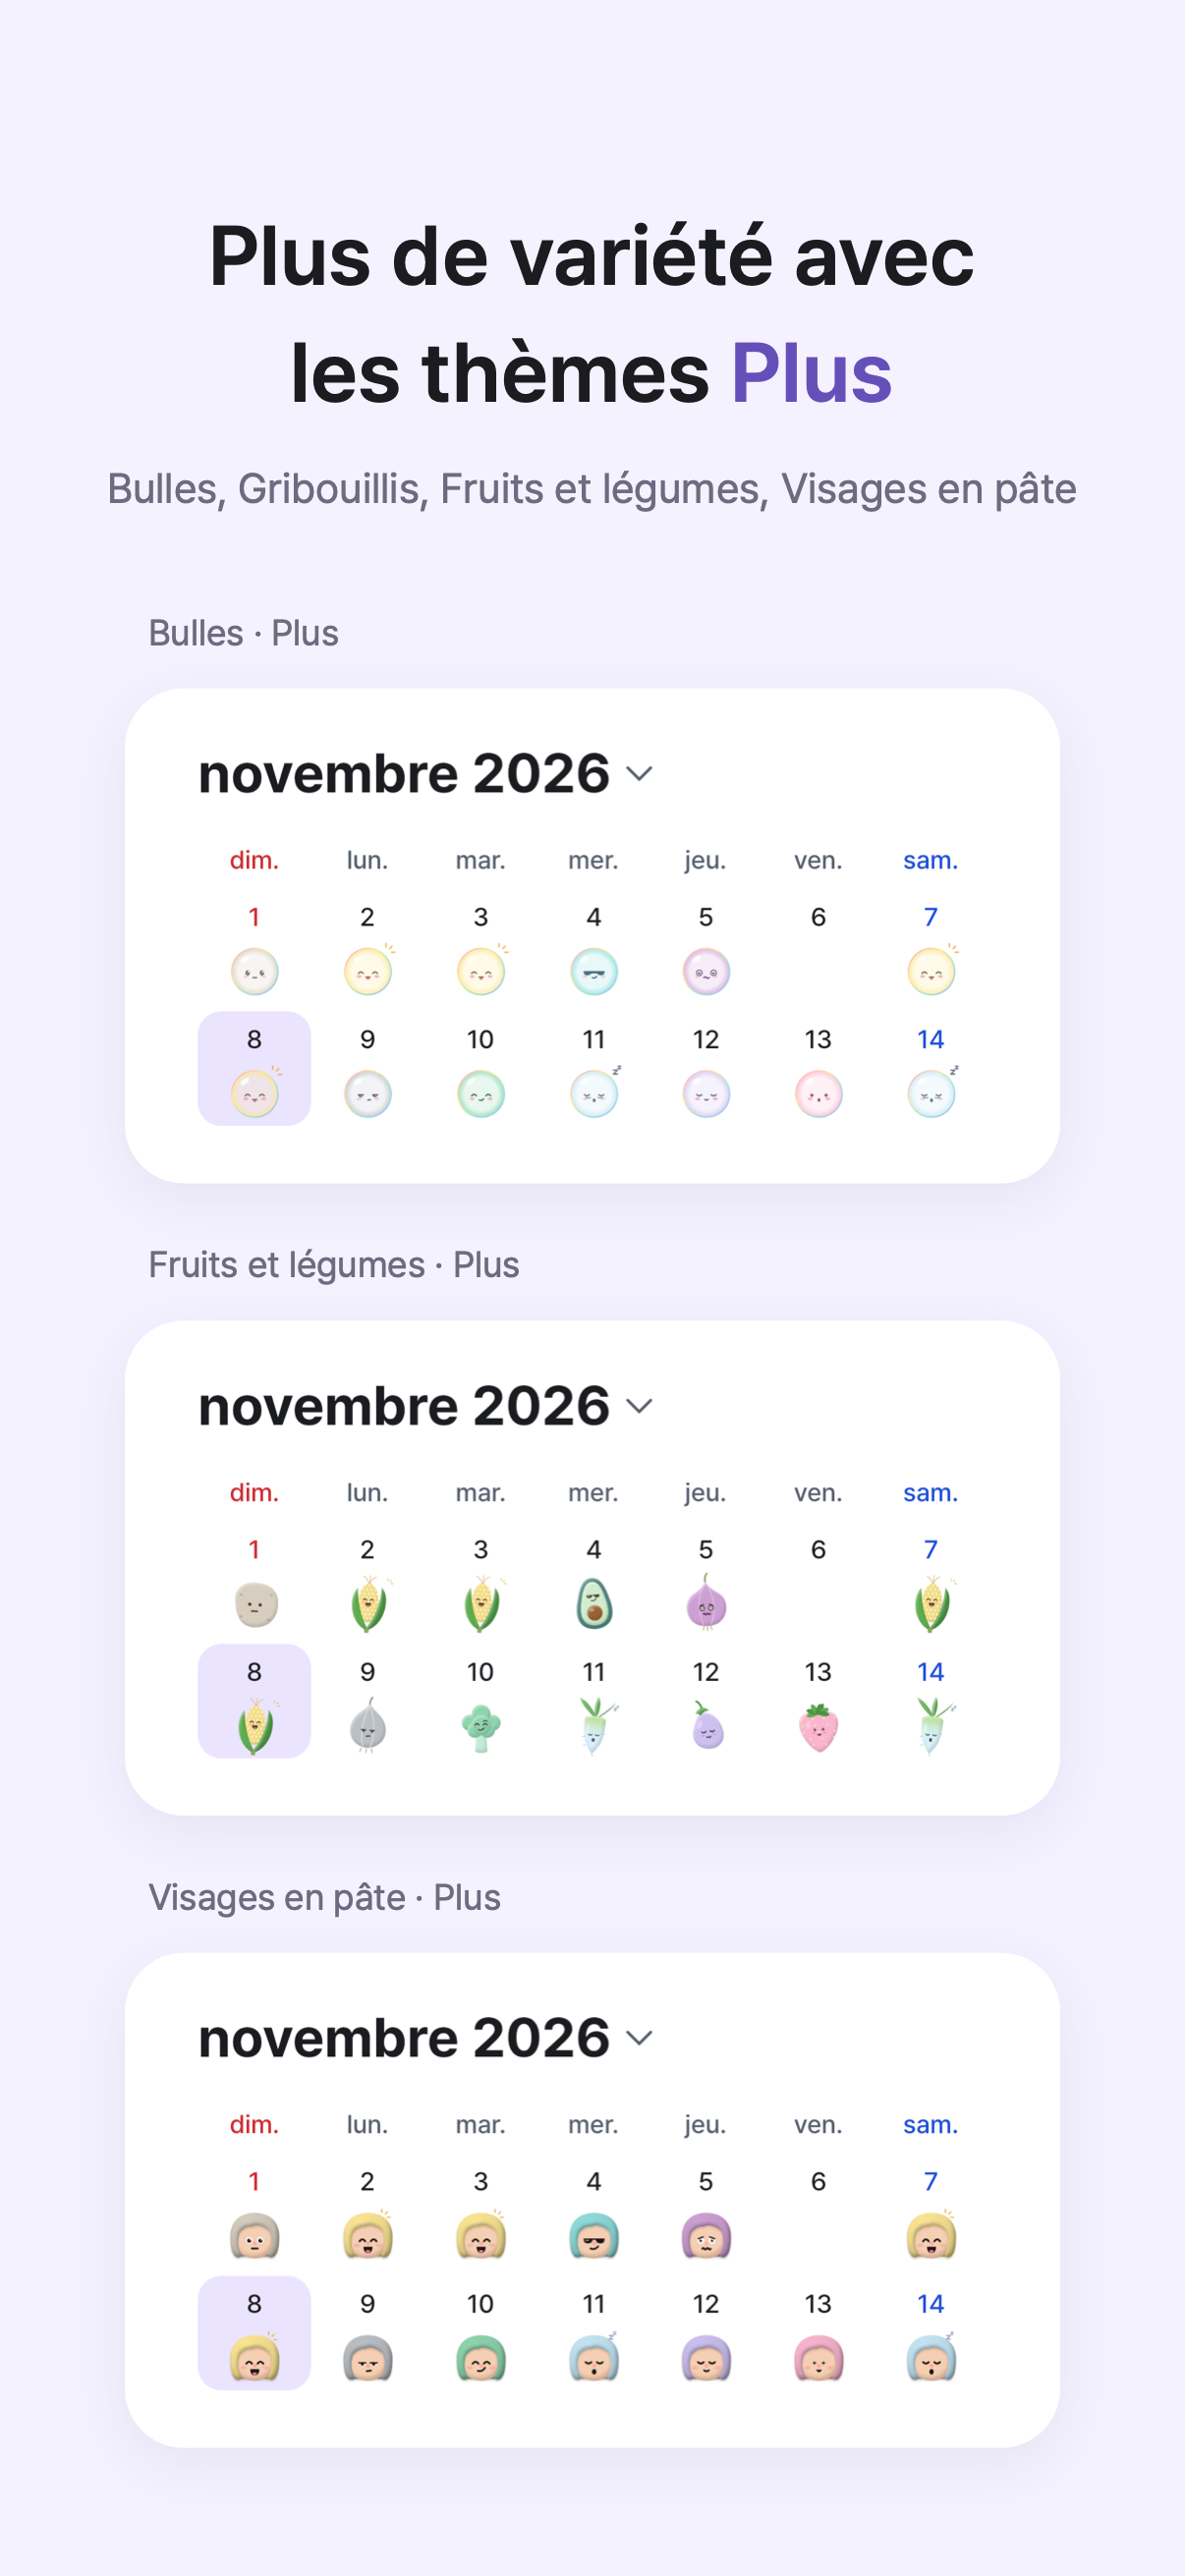 Plus de variété avec
les thèmes Plus
Bulles, Gribouillis, Fruits et légumes, Visages en pâte
Bulles · Plus
novembre 2026
dim. lun. mar. mer. jeu. ven. sam.
1 2 3 4 5 6 7
8 9 10 11 12 13 14
Fruits et légumes · Plus
novembre 2026
dim. lun. mar. mer. jeu. ven. sam.
1 2 3 4 5 6 7
8 9 10 11 12 13 14
Visages en pâte · Plus
novembre 2026
dim. lun. mar. mer. jeu. ven. sam.
1 2 3 4 5 6 7
8 9 10 11 12 13 14